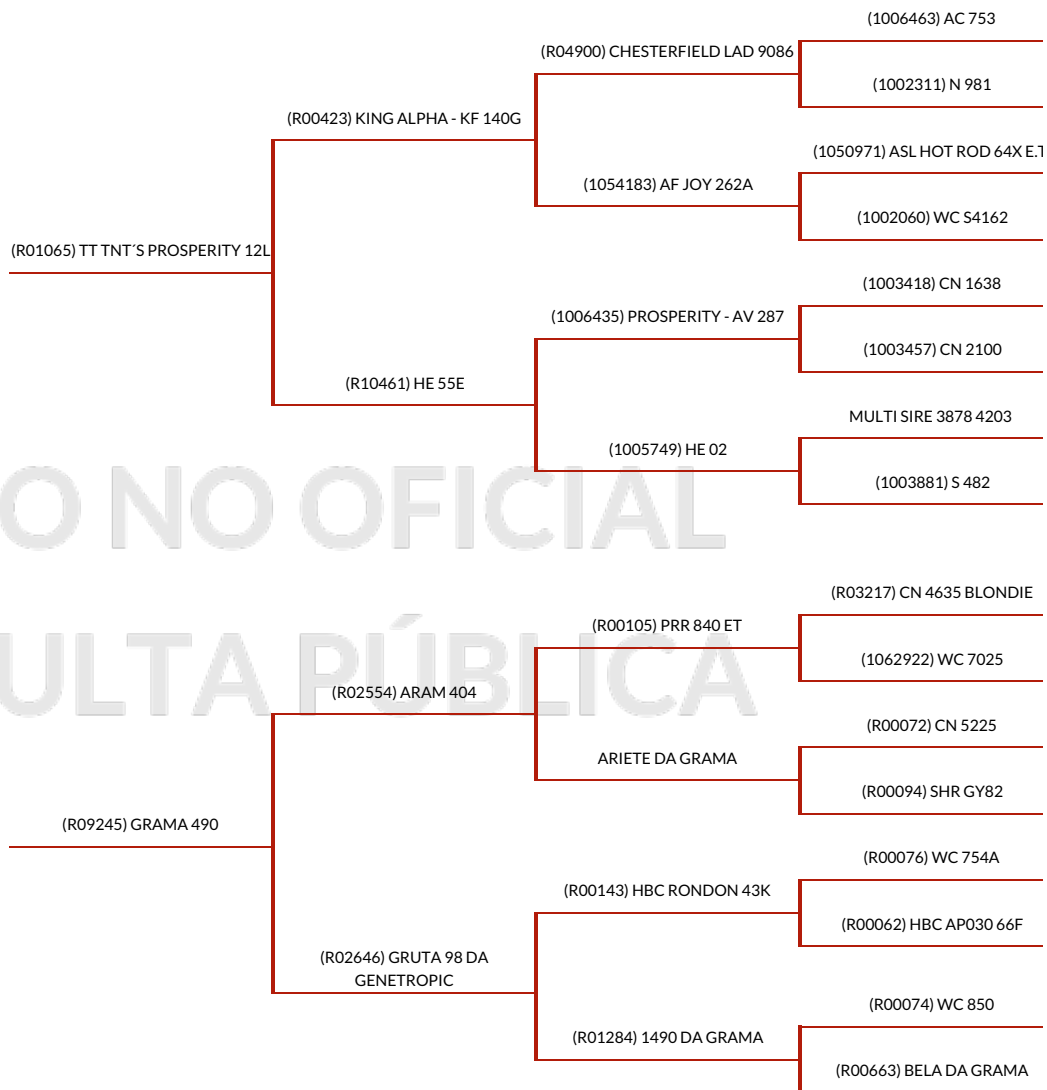 (1006463) AC 753
(R04900) CHESTERFIELD LAD 9086
(1002311) N 981
(R00423) KING ALPHA - KF 140G
(1050971) ASL HOT ROD 64X E.T
(1054183) AF JOY 262A
(1002060) WC S4162
(R01065) TT TNT´S PROSPERITY 12L
(1003418) CN 1638
(1006435) PROSPERITY - AV 287
(1003457) CN 2100
(R10461) HE 55E
MULTI SIRE 3878 4203
(1005749) HE 02
(1003881) S 482
O NO OFICIAL
(R03217) CN 4635 BLONDIE
(R00105) PRR 840 ET
(1062922) WC 7025
ULTA PÚBLICA
(R02554) ARAM 404
(R00072) CN 5225
ARIETE DA GRAMA
(R00094) SHR GY82
(R09245) GRAMA 490
(R00076) WC 754A
(R00143) HBC RONDON 43K
(R00062) HBC AP030 66F
(R02646) GRUTA 98 DA
GENETROPIC
(R00074) WC 850
(R01284) 1490 DA GRAMA
(R00663) BELA DA GRAMA